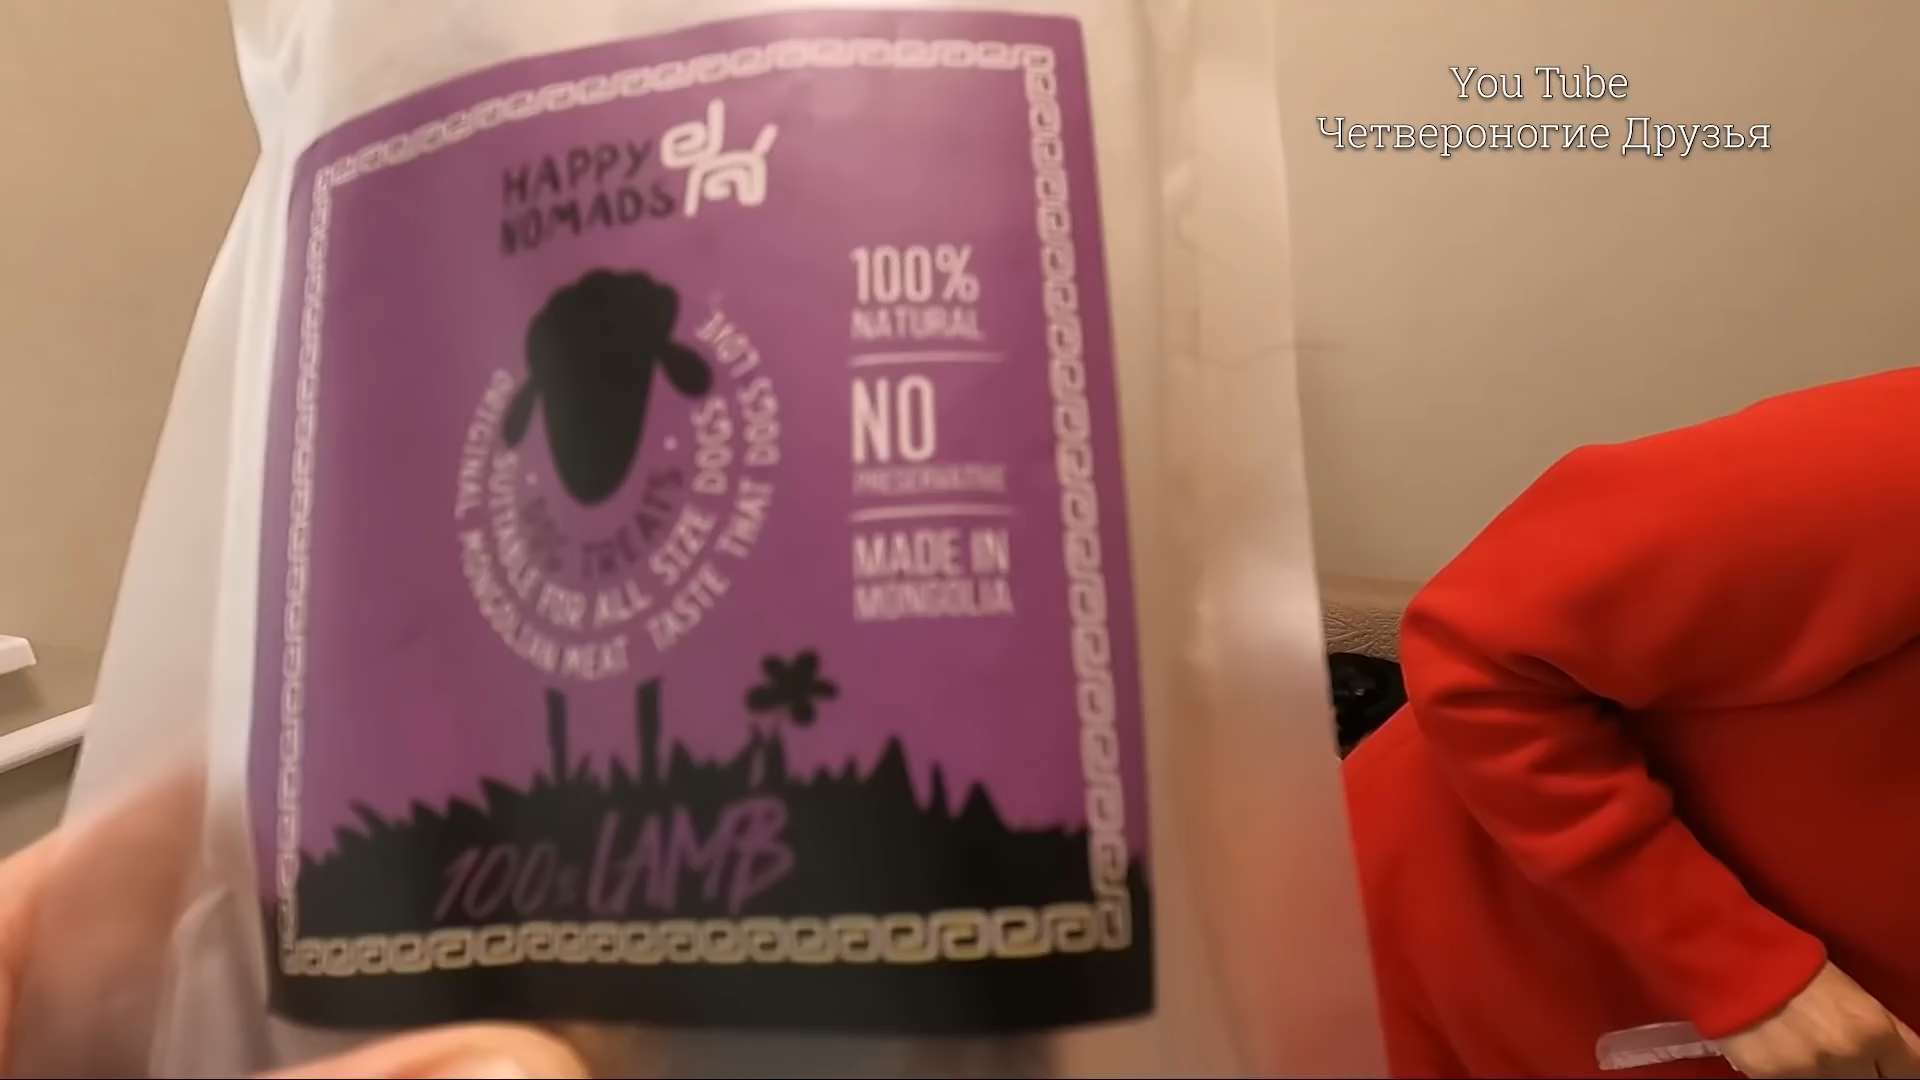 You Tube
Четвероногие Друзья
HAPPY
NOMADS
100%
NATURAL
NO
PRESERVATIVE
MADE IN
MONGOLIA
DOG TREATS
SUITABLE FOR ALL SIZE DOGS
ORIGINAL MONGOLIAN MEAT TASTE THAT DOGS LOVE
100% LAMB